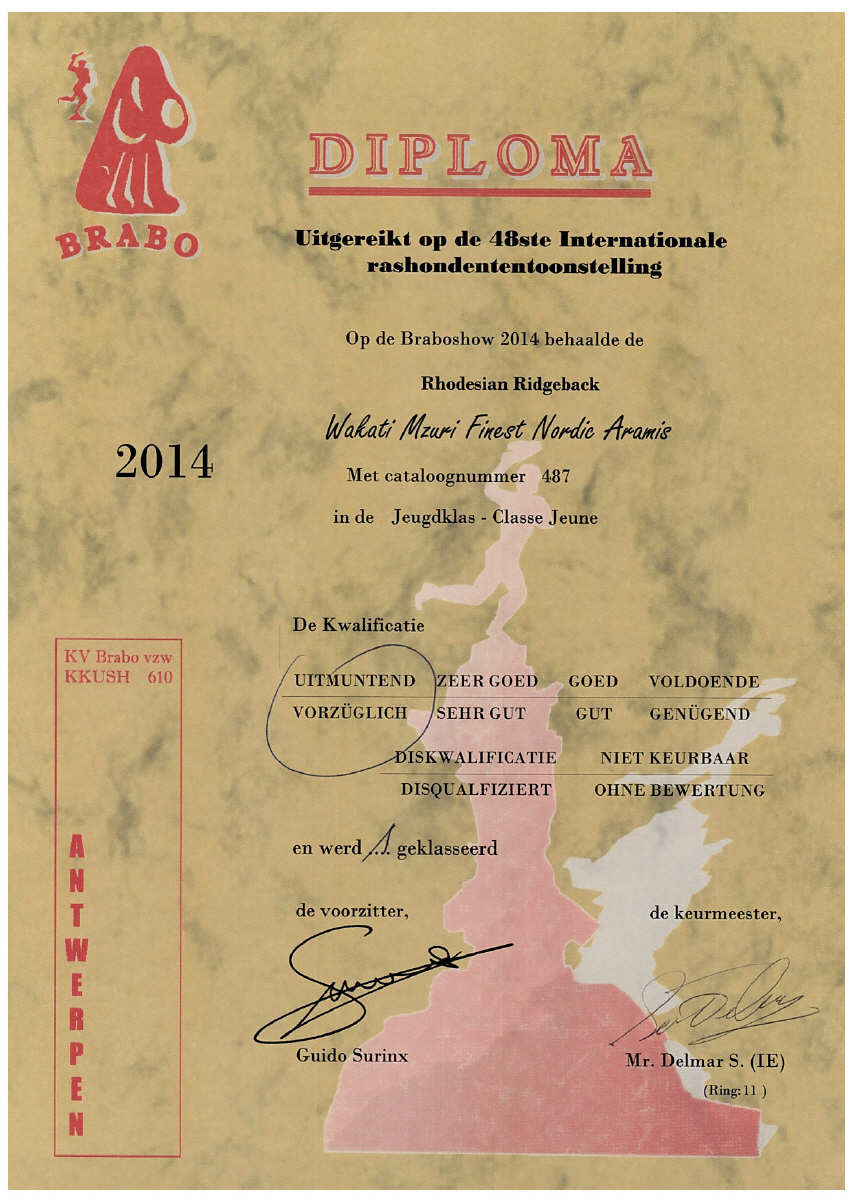 BRABO
DIPLOMA
Uitgereikt op de 48ste Internationale
rashondententoonstelling
Op de Braboshow 2014 behaalde de
Rhodesian Ridgeback
Wakati Mzuri Finest Nordic Aramis
2014
Met cataloognummer 487
in de Jeugdklas - Classe Jeune
De Kwalificatie
KV Brabo vzw
KKUSH 610
UITMUNTEND ZEER GOED GOED VOLDOENDE
VORZÜGLICH SEHR GUT GUT GENÜGEND
DISKWALIFICATIE NIET KEURBAAR
DISQUALFIZIERT OHNE BEWERTUNG
ANTWERPEN
en werd 1 geklasseerd
de voorzitter, de keurmeester,
Guido Surinx
Mr. Delmar S. (IE)
(Ring:11 )